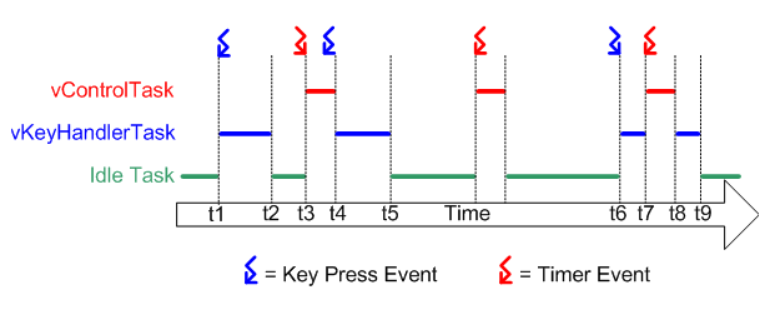 vControlTask
vKeyHandlerTask
Idle Task
t1 t2 t3 t4 t5 Time t6 t7 t8 t9
= Key Press Event = Timer Event